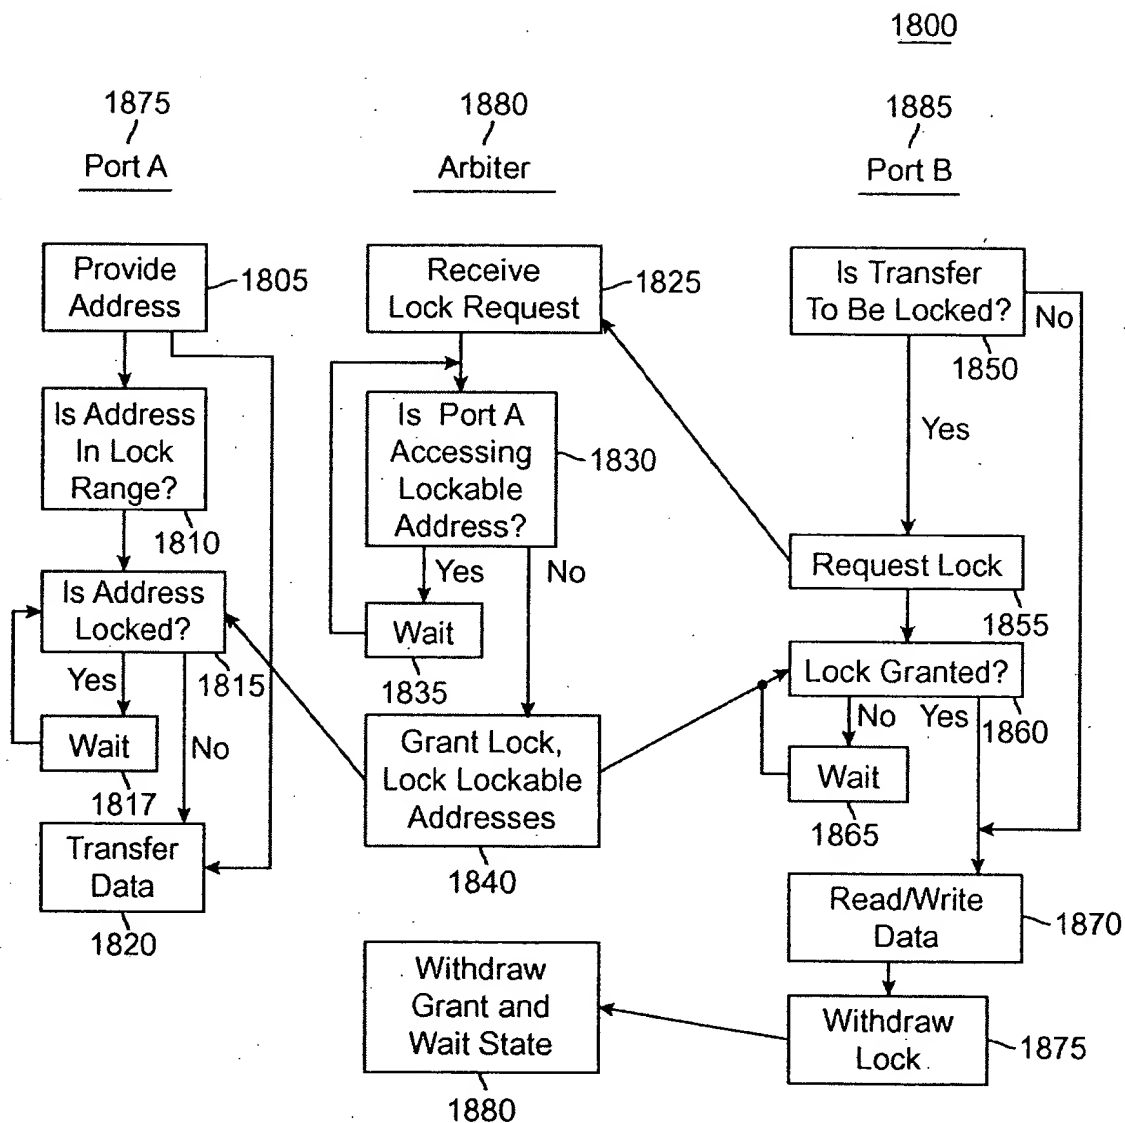 1800
1875
Port A
1880
Arbiter
1885
Port B
Provide
Address
1805
Is Address
In Lock
Range?
1810
Is Address
Locked?
1815
Yes
No
Wait
1817
Transfer
Data
1820
Receive
Lock Request
1825
Is Port A
Accessing
Lockable
Address?
1830
Yes
No
Wait
1835
Grant Lock,
Lock Lockable
Addresses
1840
Withdraw
Grant and
Wait State
1880
Is Transfer
To Be Locked?
No
1850
Yes
Request Lock
1855
Lock Granted?
No
Yes
1860
Wait
1865
Read/Write
Data
1870
Withdraw
Lock
1875